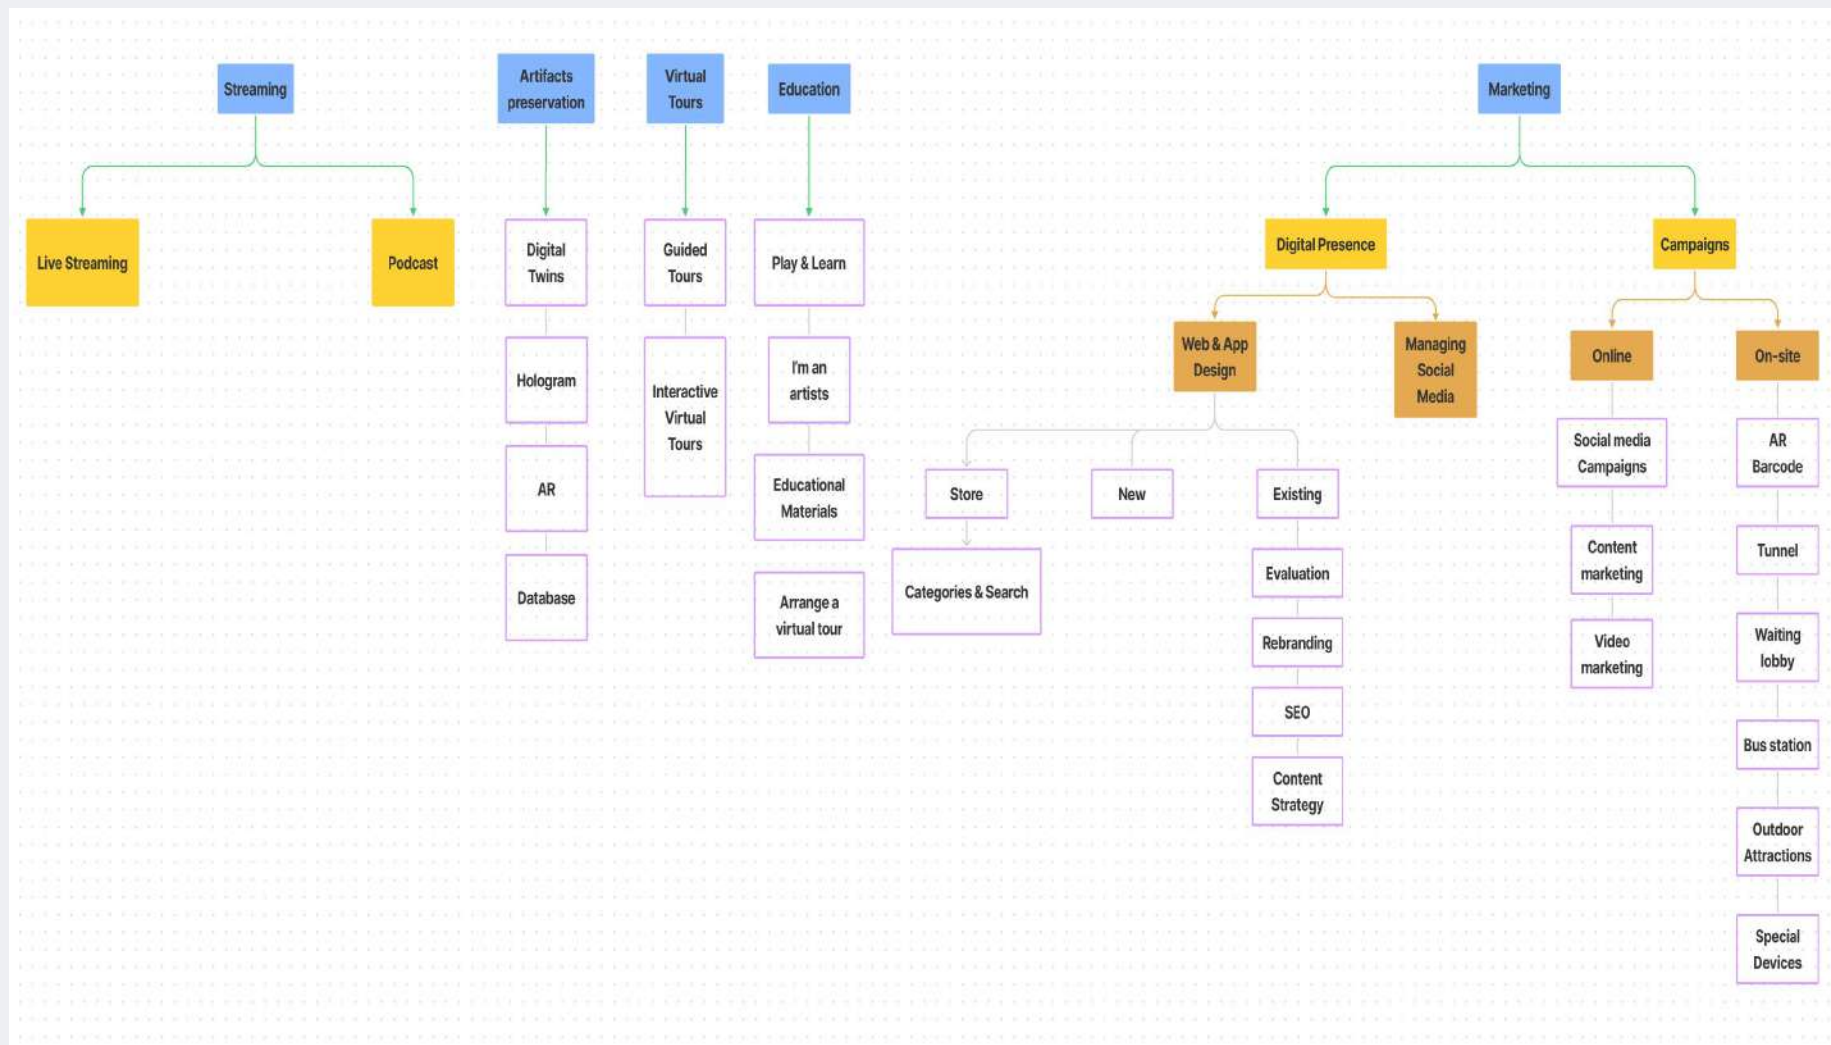 Streaming
Artifacts
preservation
Virtual
Tours
Education
Marketing
Live Streaming
Podcast
Digital
Twins
Hologram
AR
Database
Guided
Tours
Interactive
Virtual
Tours
Play & Learn
I'm an
artists
Educational
Materials
Arrange a
virtual tour
Digital Presence
Campaigns
Web & App
Design
Managing
Social
Media
Store
New
Existing
Categories & Search
Evaluation
Rebranding
SEO
Content
Strategy
Online
On-site
Social media
Campaigns
Content
marketing
Video
marketing
AR
Barcode
Tunnel
Waiting
lobby
Bus station
Outdoor
Attractions
Special
Devices